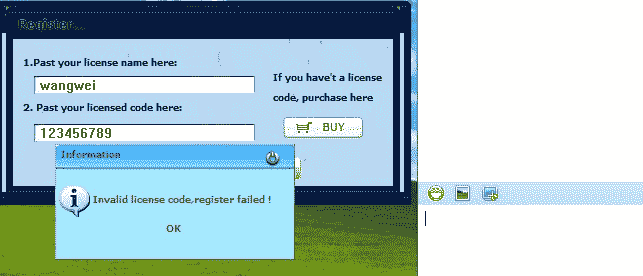 Register...
1.Past your license name here:
wangwei
If you hav't a license
code, purchase here
2. Past your licensed code here:
123456789
BUY
Information
Invalid license code,register failed !
OK